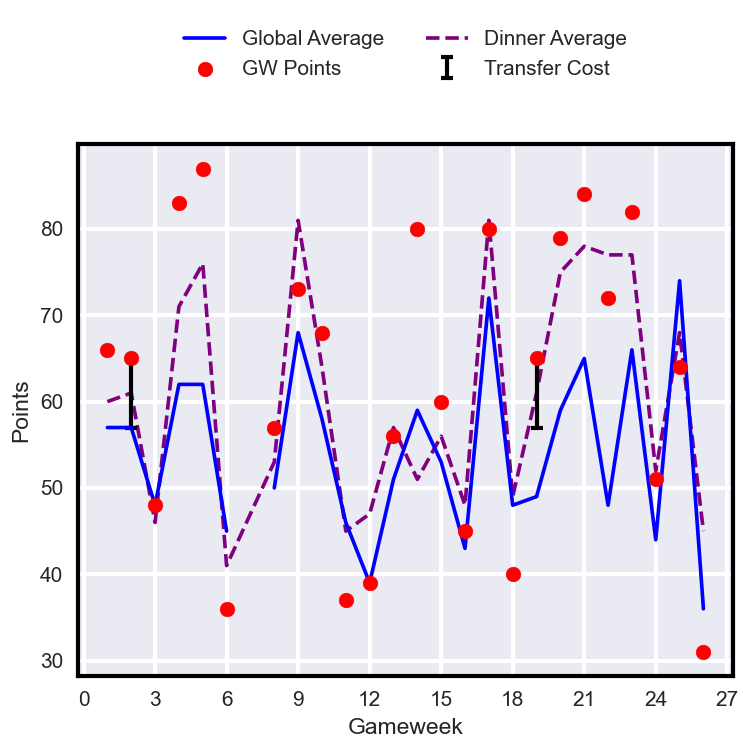 Global Average
Dinner Average
GW Points
Transfer Cost
80
70
60
50
40
30
Points
0 3 6 9 12 15 18 21 24 27
Gameweek